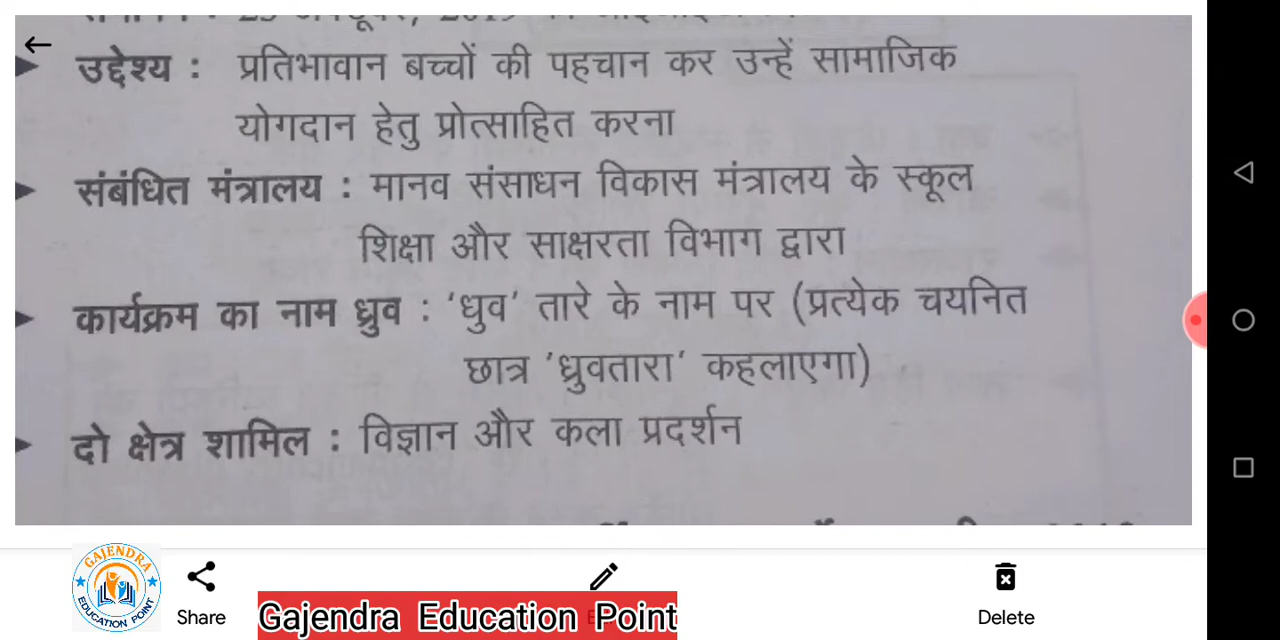 उद्देश्य : प्रतिभावान बच्चों की पहचान कर उन्हें सामाजिक
योगदान हेतु प्रोत्साहित करना
संबंधित मंत्रालय : मानव संसाधन विकास मंत्रालय के स्कूल
शिक्षा और साक्षरता विभाग द्वारा
कार्यक्रम का नाम ध्रुव : 'धुव' तारे के नाम पर (प्रत्येक चयनित
छात्र 'ध्रुवतारा' कहलाएगा)
दो क्षेत्र शामिल : विज्ञान और कला प्रदर्शन
GAJENDRA
EDUCATION POINT
Share
Gajendra Education Point
Delete